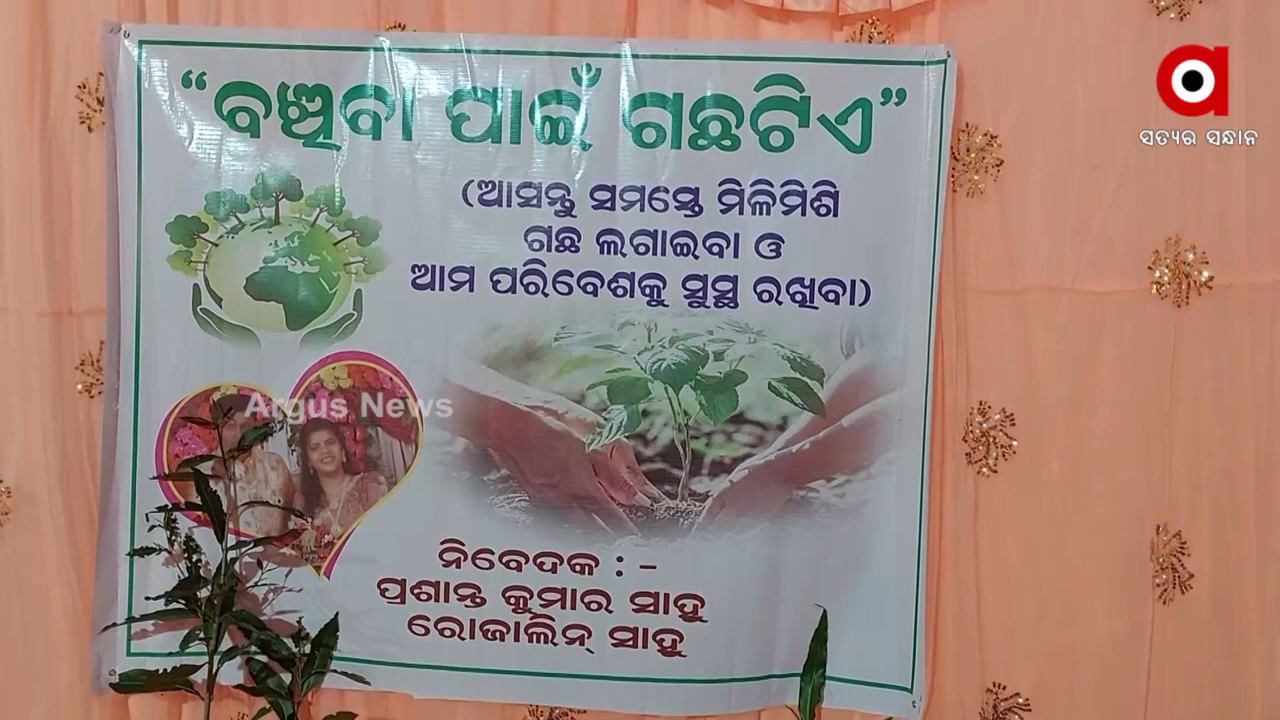 “ବଞ୍ଚିବା ପାଇଁ ଗଛଟିଏ”
(ଆସନ୍ତୁ ସମସ୍ତେ ମିଳିମିଶି
ଗଛ ଲଗାଇବା ଓ
ଆମ ପରିବେଶକୁ ସୁସ୍ଥ ରଖିବା)
ନିବେଦକ : –
ପ୍ରଶାନ୍ତ କୁମାର ସାହୁ
ରୋଜାଲିନ୍ ସାହୁ
Argus News
ସତ୍ୟର ସନ୍ଧାନ